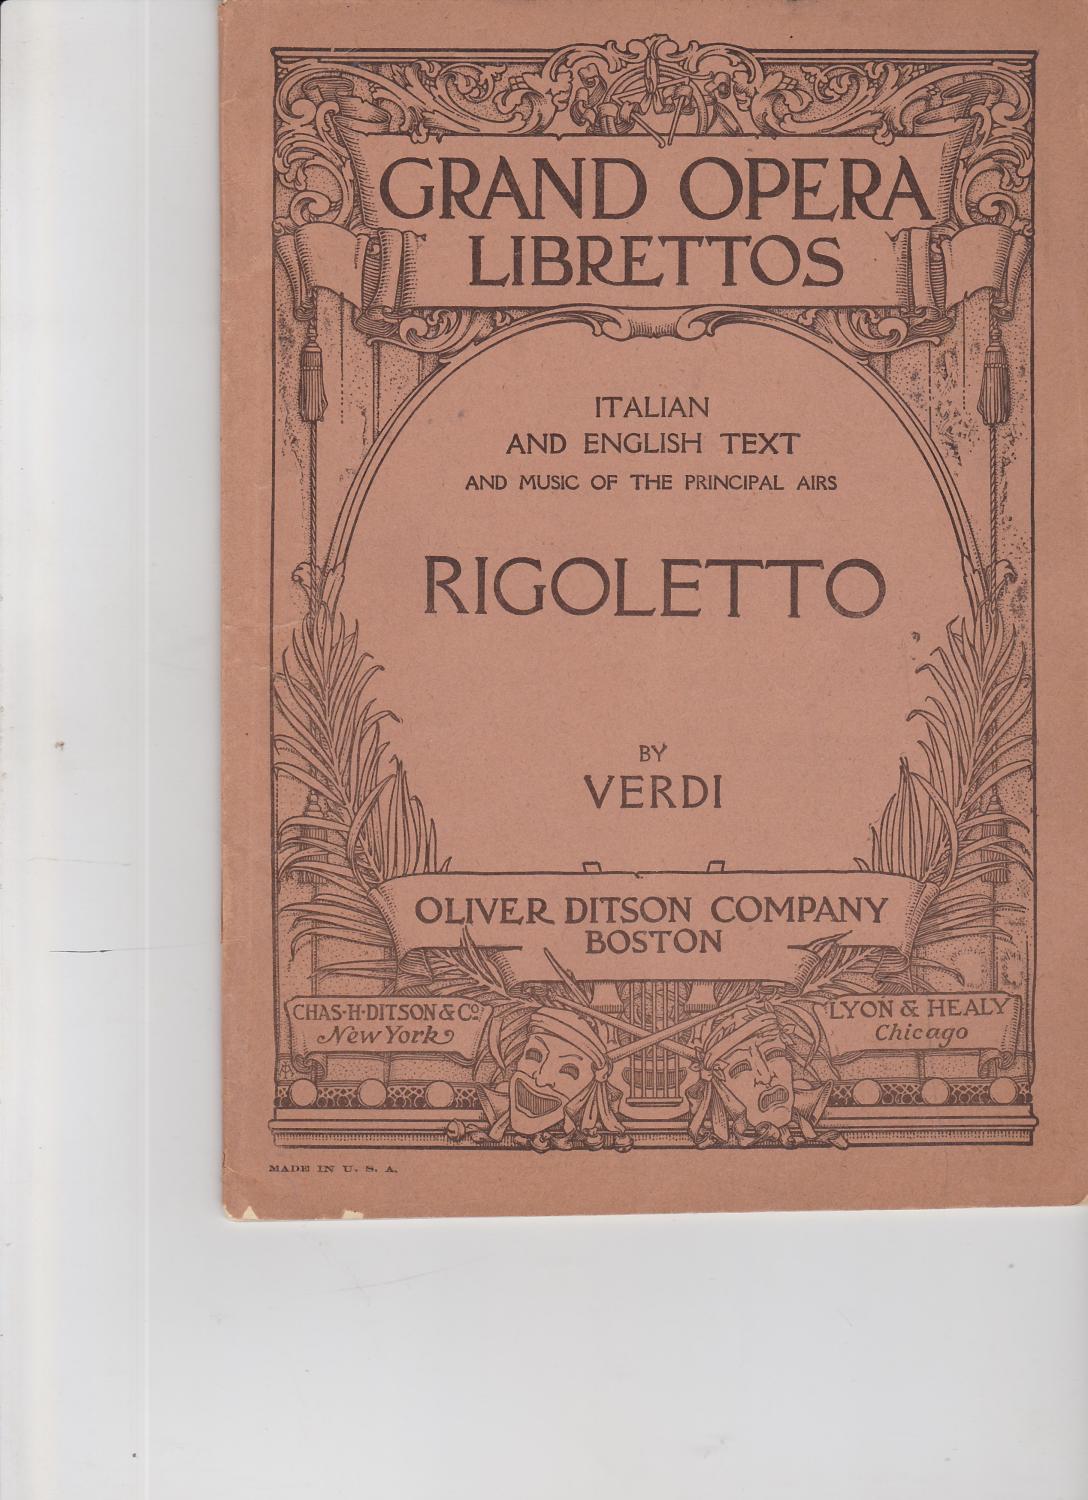 GRAND OPERA
LIBRETTOS
ITALIAN
AND ENGLISH TEXT
AND MUSIC OF THE PRINCIPAL AIRS
RIGOLETTO
BY
VERDI
OLIVER DITSON COMPANY
BOSTON
CHAS·H·DITSON & Co.
New York
LYON & HEALY
Chicago
MADE IN U. S. A.